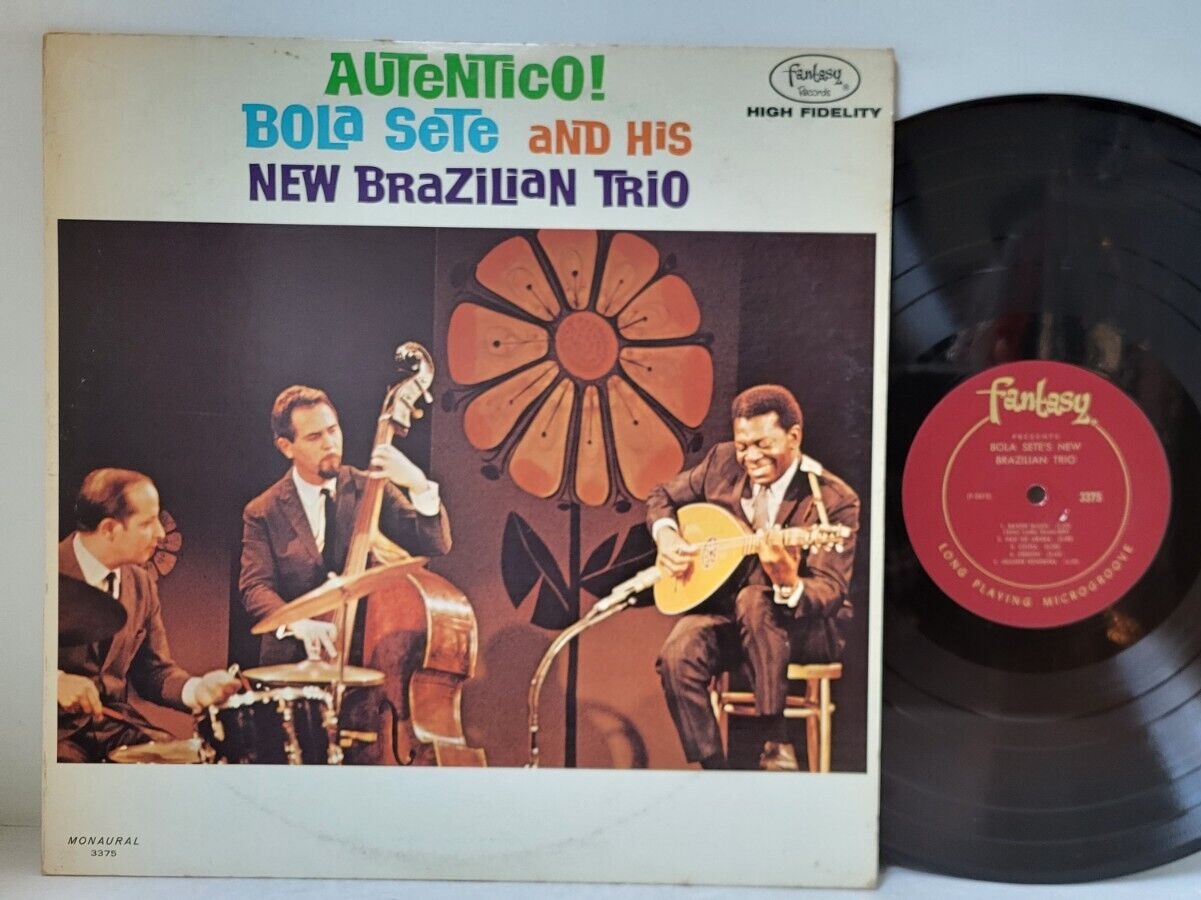 AUTENTICO!
BOLA SETE AND HIS
NEW BRAZILIAN TRIO
Fantasy
Records
HIGH FIDELITY
MONAURAL
3375
Fantasy
PRESENTS
BOLA SETE'S NEW
BRAZILIAN TRIO
3375
LONG PLAYING MICROGROOVE